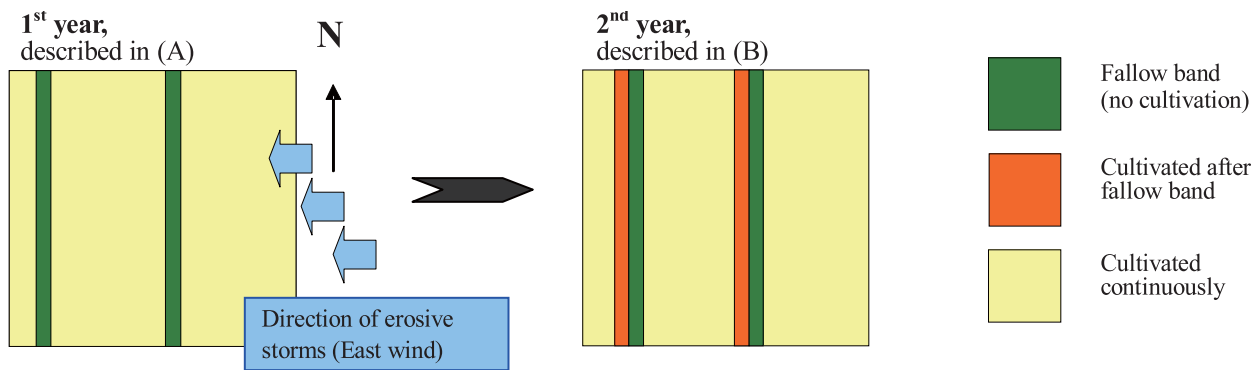 1st year,
described in (A)
N
Direction of erosive
storms (East wind)
2nd year,
described in (B)
Fallow band
(no cultivation)
Cultivated after
fallow band
Cultivated
continuously